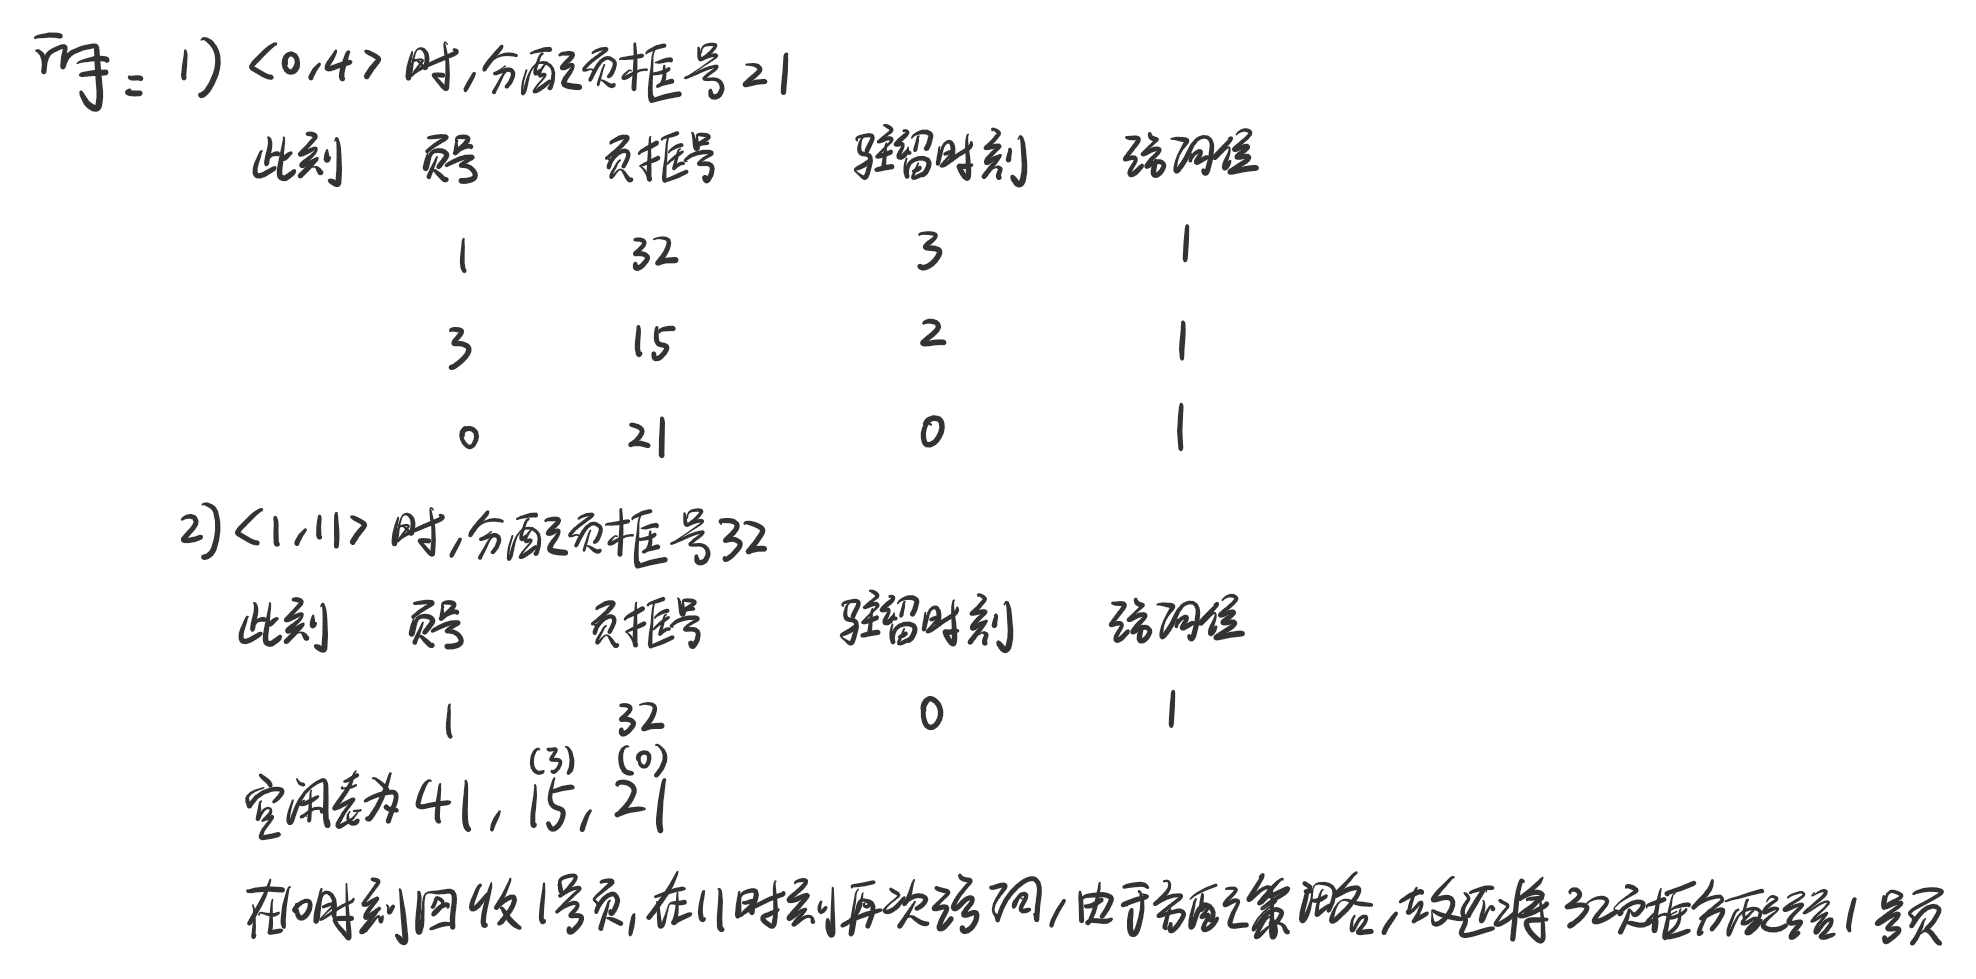 解: 1) <0,4> 时,分配页框号21
此刻 页号 页框号 驻留时刻 访问位
1 32 3 1
3 15 2 1
0 21 0 1
2) <1,11> 时,分配页框号32
此刻 页号 页框号 驻留时刻 访问位
1 32 0 1
(3) (0)
空闲表为 41, 15, 21
在10时刻回收1号页,在11时刻再次访问,由于分配策略,故还将32页框分配给1号页